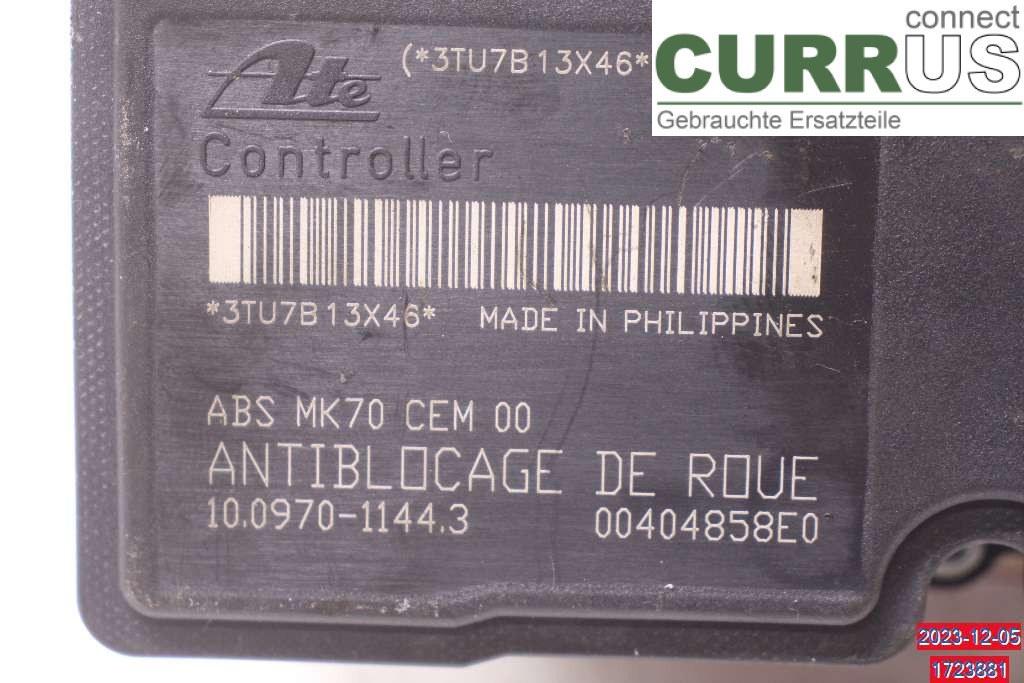 connect
CURRUS
Gebrauchte Ersatzteile
Ate (*3TU7B13X46*
Controller
*3TU7B13X46* MADE IN PHILIPPINES
ABS MK70 CEM 00
ANTIBLOCAGE DE ROUE
10.0970-1144.3 00404858E0
2023-12-05
1723881